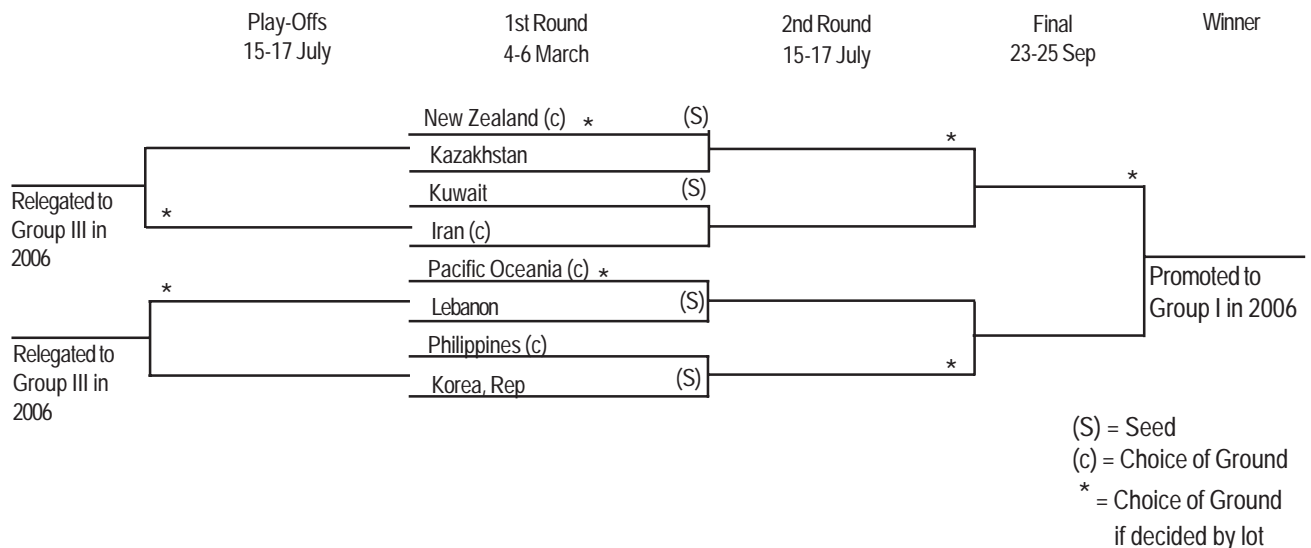 Play-Offs
15-17 July
1st Round
4-6 March
2nd Round
15-17 July
Final
23-25 Sep
Winner
New Zealand (c) * (S)
Kazakhstan
Kuwait (S)
Iran (c)
Pacific Oceania (c) *
Lebanon (S)
Philippines (c)
Korea, Rep (S)
*
*
*
*
*
Relegated to
Group III in
2006
Relegated to
Group III in
2006
Promoted to
Group I in 2006
(S) = Seed
(c) = Choice of Ground
* = Choice of Ground
if decided by lot